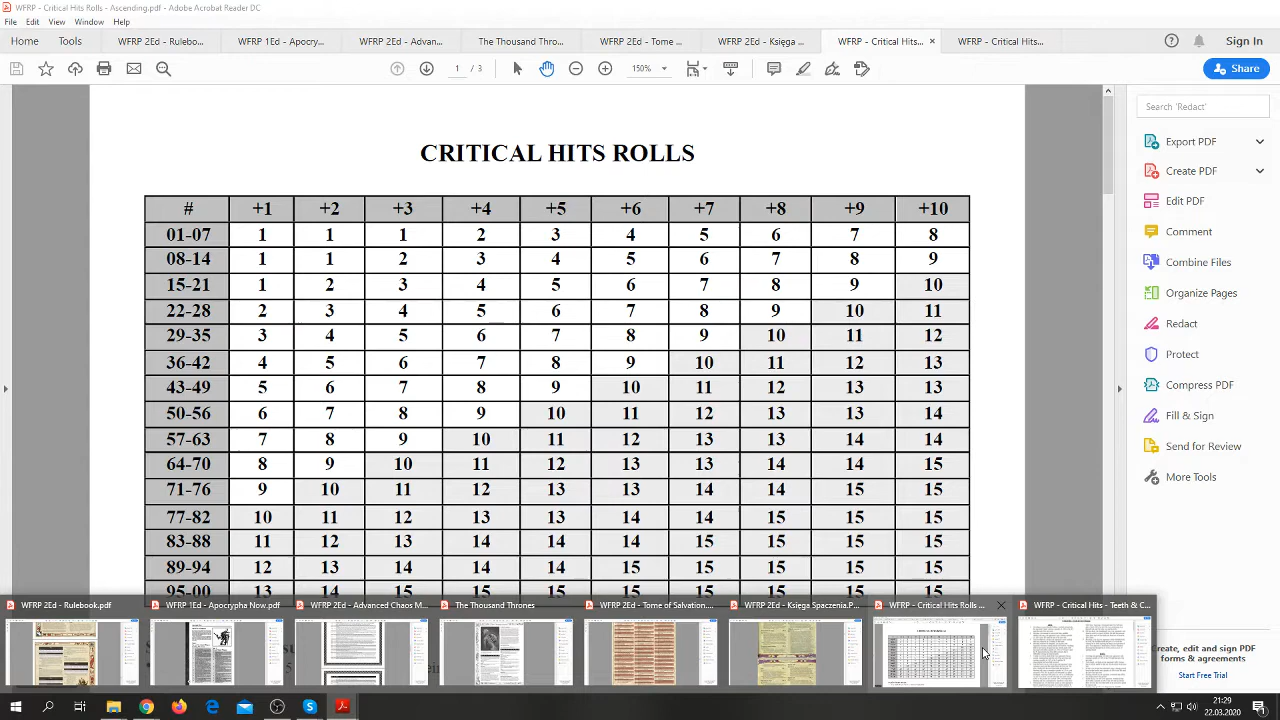 WFRP - Critical Hits Rolls - Ascending.pdf - Adobe Acrobat Reader DC
File Edit View Window Help
Home Tools WFRP 2Ed - Rulebo... WFRP 1Ed - Apocry... WFRP 2Ed - Advan... The Thousand Thro... WFRP 2Ed - Tome ... WFRP 2Ed - Księga ... WFRP - Critical Hits... × WFRP - Critical Hits... Sign In
1 / 3 150% Share
CRITICAL HITS ROLLS
# +1 +2 +3 +4 +5 +6 +7 +8 +9 +10
01-07 1 1 1 2 3 4 5 6 7 8
08-14 1 1 2 3 4 5 6 7 8 9
15-21 1 2 3 4 5 6 7 8 9 10
22-28 2 3 4 5 6 7 8 9 10 11
29-35 3 4 5 6 7 8 9 10 11 12
36-42 4 5 6 7 8 9 10 11 12 13
43-49 5 6 7 8 9 10 11 12 13 13
50-56 6 7 8 9 10 11 12 13 13 14
57-63 7 8 9 10 11 12 13 13 14 14
64-70 8 9 10 11 12 13 13 14 14 15
71-76 9 10 11 12 13 13 14 14 15 15
77-82 10 11 12 13 13 14 14 15 15 15
83-88 11 12 13 14 14 14 15 15 15 15
89-94 12 13 14 14 14 15 15 15 15 15
95-00 13 14 15 15 15 15 15 15 15 15
Search 'Redact'
Export PDF
Create PDF
Edit PDF
Comment
Combine Files
Organize Pages
Redact
Protect
Compress PDF
Fill & Sign
Send for Review
More Tools
WFRP 2Ed - Rulebook.pdf WFRP 1Ed - Apocrypha Now.pdf WFRP 2Ed - Advanced Chaos M... The Thousand Thrones WFRP 2Ed - Tome of Salvation.... WFRP 2Ed - Księga Spaczenia.P... WFRP - Critical Hits Rolls ... WFRP - Critical Hits - Teeth & C...
create, edit and sign PDF
forms & agreements
Start Free Trial
21:29
22.03.2020